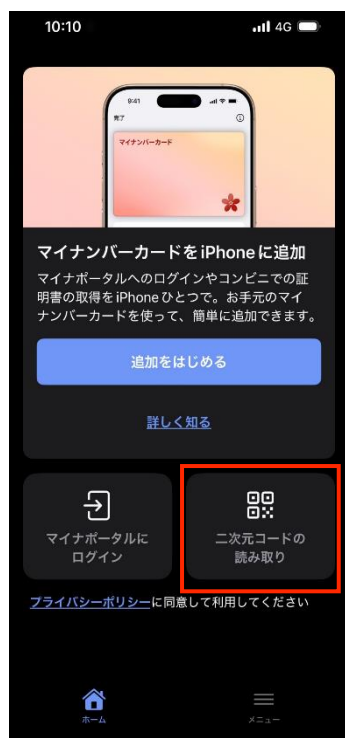 10:10
4G
9:41
完了
マイナンバーカード
マイナンバーカードをiPhoneに追加
マイナポータルへのログインやコンビニでの証
明書の取得をiPhoneひとつで。お手元のマイ
ナンバーカードを使って、簡単に追加できます。
追加をはじめる
詳しく知る
マイナポータルに
ログイン
二次元コードの
読み取り
プライバシーポリシーに同意して利用してください
ホーム
メニュー